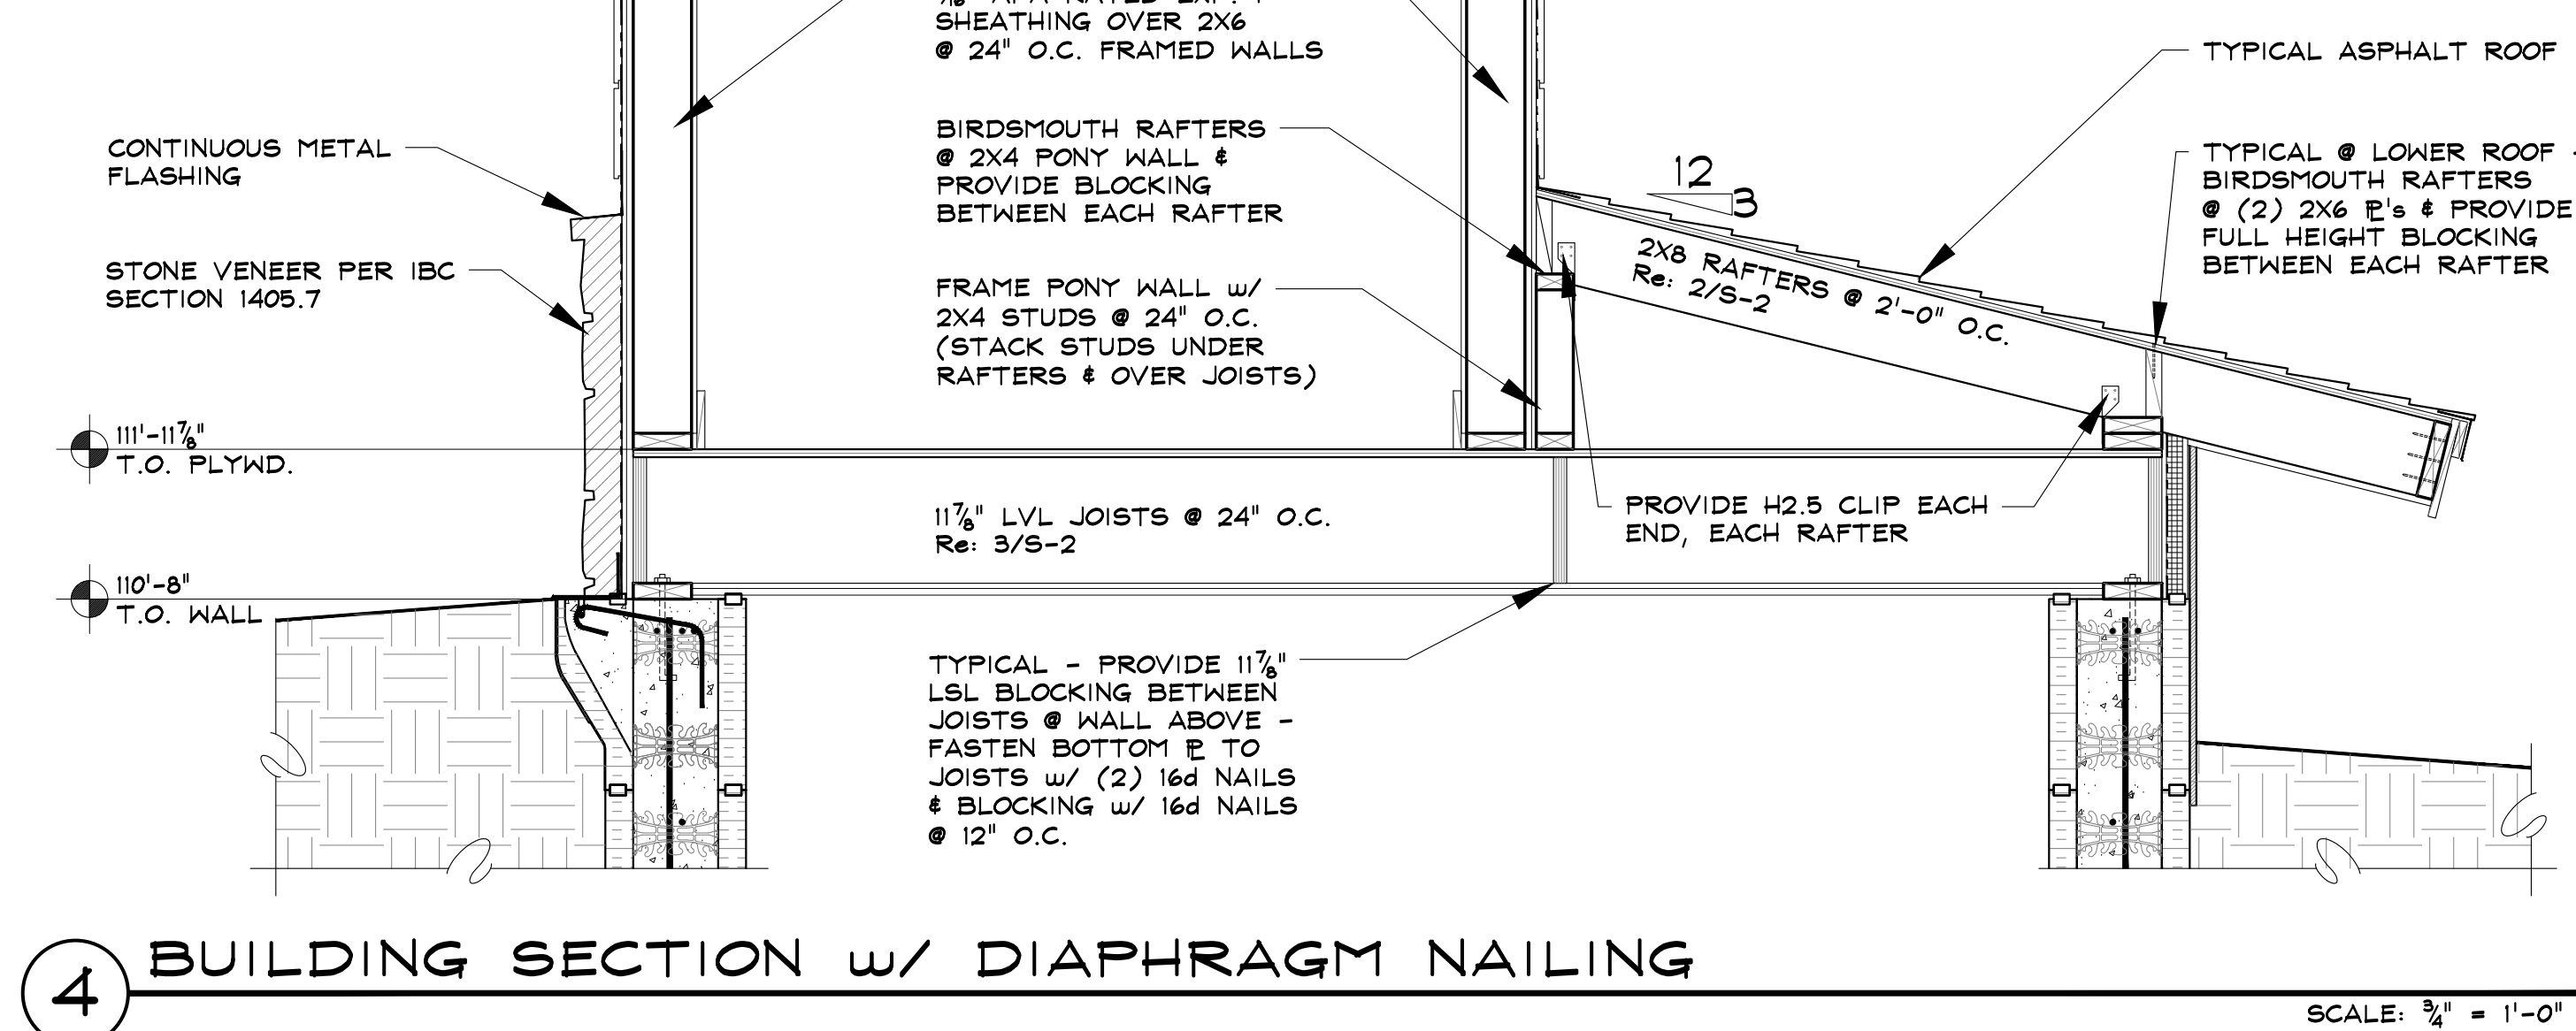 SHEATHING OVER 2X6
@ 24" O.C. FRAMED WALLS
TYPICAL ASPHALT ROOF
CONTINUOUS METAL
FLASHING
BIRDSMOUTH RAFTERS
@ 2X4 PONY WALL &
PROVIDE BLOCKING
BETWEEN EACH RAFTER
12
3
TYPICAL @ LOWER ROOF -
BIRDSMOUTH RAFTERS
@ (2) 2X6 PL's & PROVIDE
FULL HEIGHT BLOCKING
BETWEEN EACH RAFTER
STONE VENEER PER IBC
SECTION 1405.7
FRAME PONY WALL w/
2X4 STUDS @ 24" O.C.
(STACK STUDS UNDER
RAFTERS & OVER JOISTS)
2X8 RAFTERS @ 2'-0" O.C.
Re: 2/S-2
111'-11⅞"
T.O. PLYWD.
11⅞" LVL JOISTS @ 24" O.C.
Re: 3/S-2
PROVIDE H2.5 CLIP EACH
END, EACH RAFTER
110'-8"
T.O. WALL
TYPICAL - PROVIDE 11⅞"
LSL BLOCKING BETWEEN
JOISTS @ WALL ABOVE -
FASTEN BOTTOM PL TO
JOISTS w/ (2) 16d NAILS
& BLOCKING w/ 16d NAILS
@ 12" O.C.
4 BUILDING SECTION w/ DIAPHRAGM NAILING
SCALE: ¾" = 1'-0"